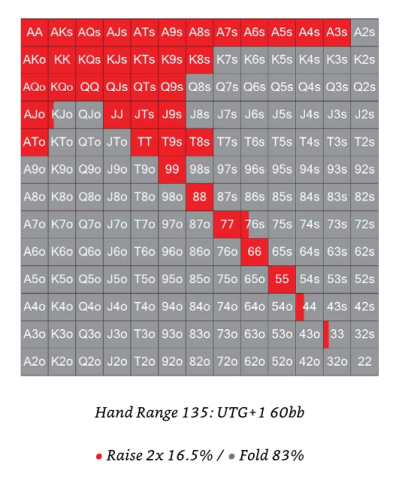 AA AKs AQs AJs ATs A9s A8s A7s A6s A5s A4s A3s A2s
AKo KK KQs KJs KTs K9s K8s K7s K6s K5s K4s K3s K2s
AQo KQo QQ QJs QTs Q9s Q8s Q7s Q6s Q5s Q4s Q3s Q2s
AJo KJo QJo JJ JTs J9s J8s J7s J6s J5s J4s J3s J2s
ATo KTo QTo JTo TT T9s T8s T7s T6s T5s T4s T3s T2s
A9o K9o Q9o J9o T9o 99 98s 97s 96s 95s 94s 93s 92s
A8o K8o Q8o J8o T8o 98o 88 87s 86s 85s 84s 83s 82s
A7o K7o Q7o J7o T7o 97o 87o 77 76s 75s 74s 73s 72s
A6o K6o Q6o J6o T6o 96o 86o 76o 66 65s 64s 63s 62s
A5o K5o Q5o J5o T5o 95o 85o 75o 65o 55 54s 53s 52s
A4o K4o Q4o J4o T4o 94o 84o 74o 64o 54o 44 43s 42s
A3o K3o Q3o J3o T3o 93o 83o 73o 63o 53o 43o 33 32s
A2o K2o Q2o J2o T2o 92o 82o 72o 62o 52o 42o 32o 22
Hand Range 135: UTG+1 60bb
• Raise 2x 16.5% / • Fold 83%